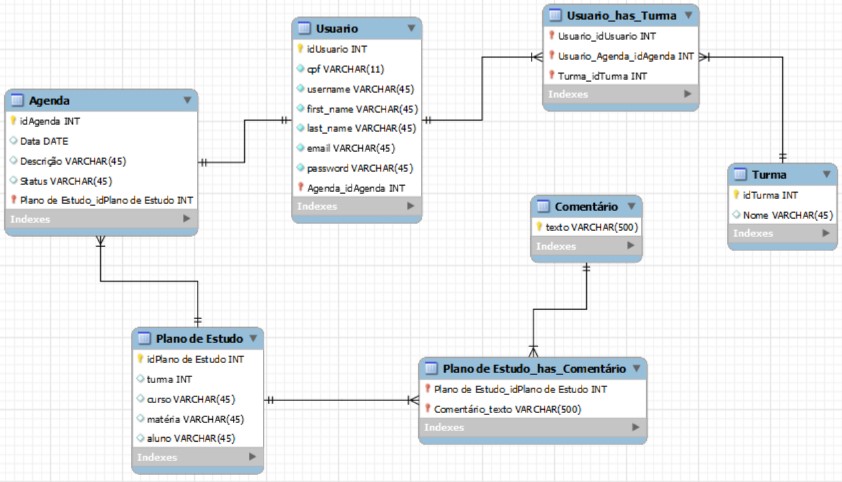 Agenda
idAgenda INT
Data DATE
Descrição VARCHAR(45)
Status VARCHAR(45)
Plano de Estudo_idPlano de Estudo INT
Indexes
Usuario
idUsuario INT
cpf VARCHAR(11)
username VARCHAR(45)
first_name VARCHAR(45)
last_name VARCHAR(45)
email VARCHAR(45)
password VARCHAR(45)
Agenda_idAgenda INT
Indexes
Usuario_has_Turma
Usuario_idUsuario INT
Usuario_Agenda_idAgenda INT
Turma_idTurma INT
Indexes
Turma
idTurma INT
Nome VARCHAR(45)
Indexes
Comentário
texto VARCHAR(500)
Indexes
Plano de Estudo
idPlano de Estudo INT
turma INT
curso VARCHAR(45)
matéria VARCHAR(45)
aluno VARCHAR(45)
Indexes
Plano de Estudo_has_Comentário
Plano de Estudo_idPlano de Estudo INT
Comentário_texto VARCHAR(500)
Indexes